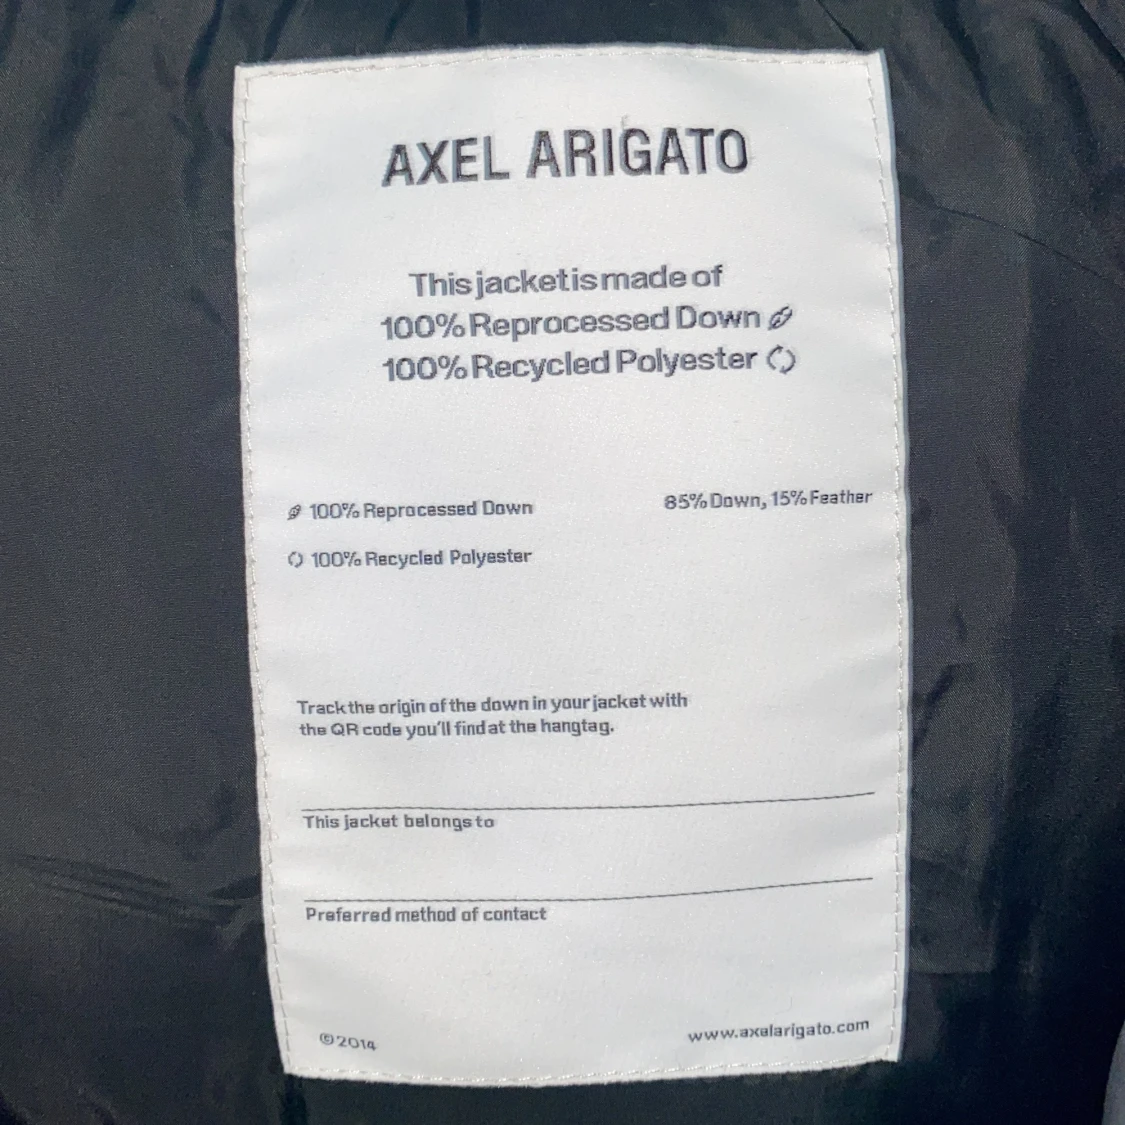 AXEL ARIGATO
This jacket is made of
100% Reprocessed Down
100% Recycled Polyester
100% Reprocessed Down
85% Down, 15% Feather
100% Recycled Polyester
Track the origin of the down in your jacket with
the QR code you'll find at the hangtag.
This jacket belongs to
Preferred method of contact
©2014
www.axelarigato.com